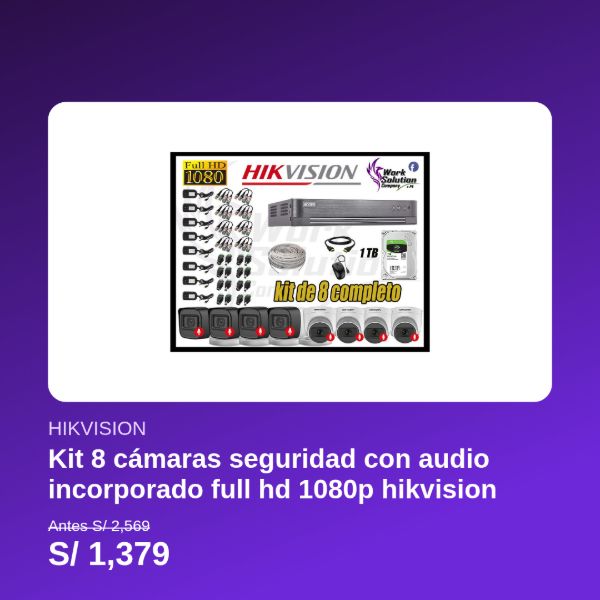 Full HD
1080
HIKVISION
Work
Solution
Company
1 TB
kit de 8 completo
HIKVISION
Kit 8 cámaras seguridad con audio
incorporado full hd 1080p hikvision
Antes S/ 2,569
S/ 1,379